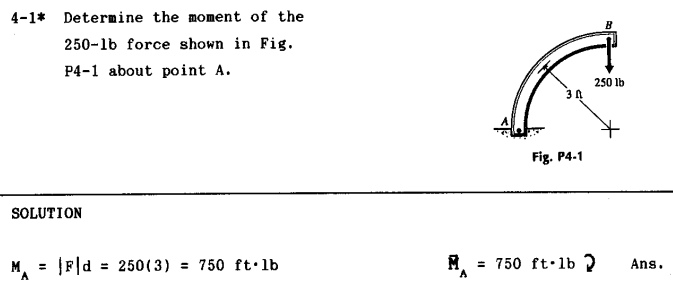 4-1* Determine the moment of the
250-lb force shown in Fig.
P4-1 about point A.
B
250 lb
3 ft
A
Fig. P4-1
SOLUTION
M_A = |F|d = 250(3) = 750 ft·lb
M̄_A = 750 ft·lb ↻ Ans.